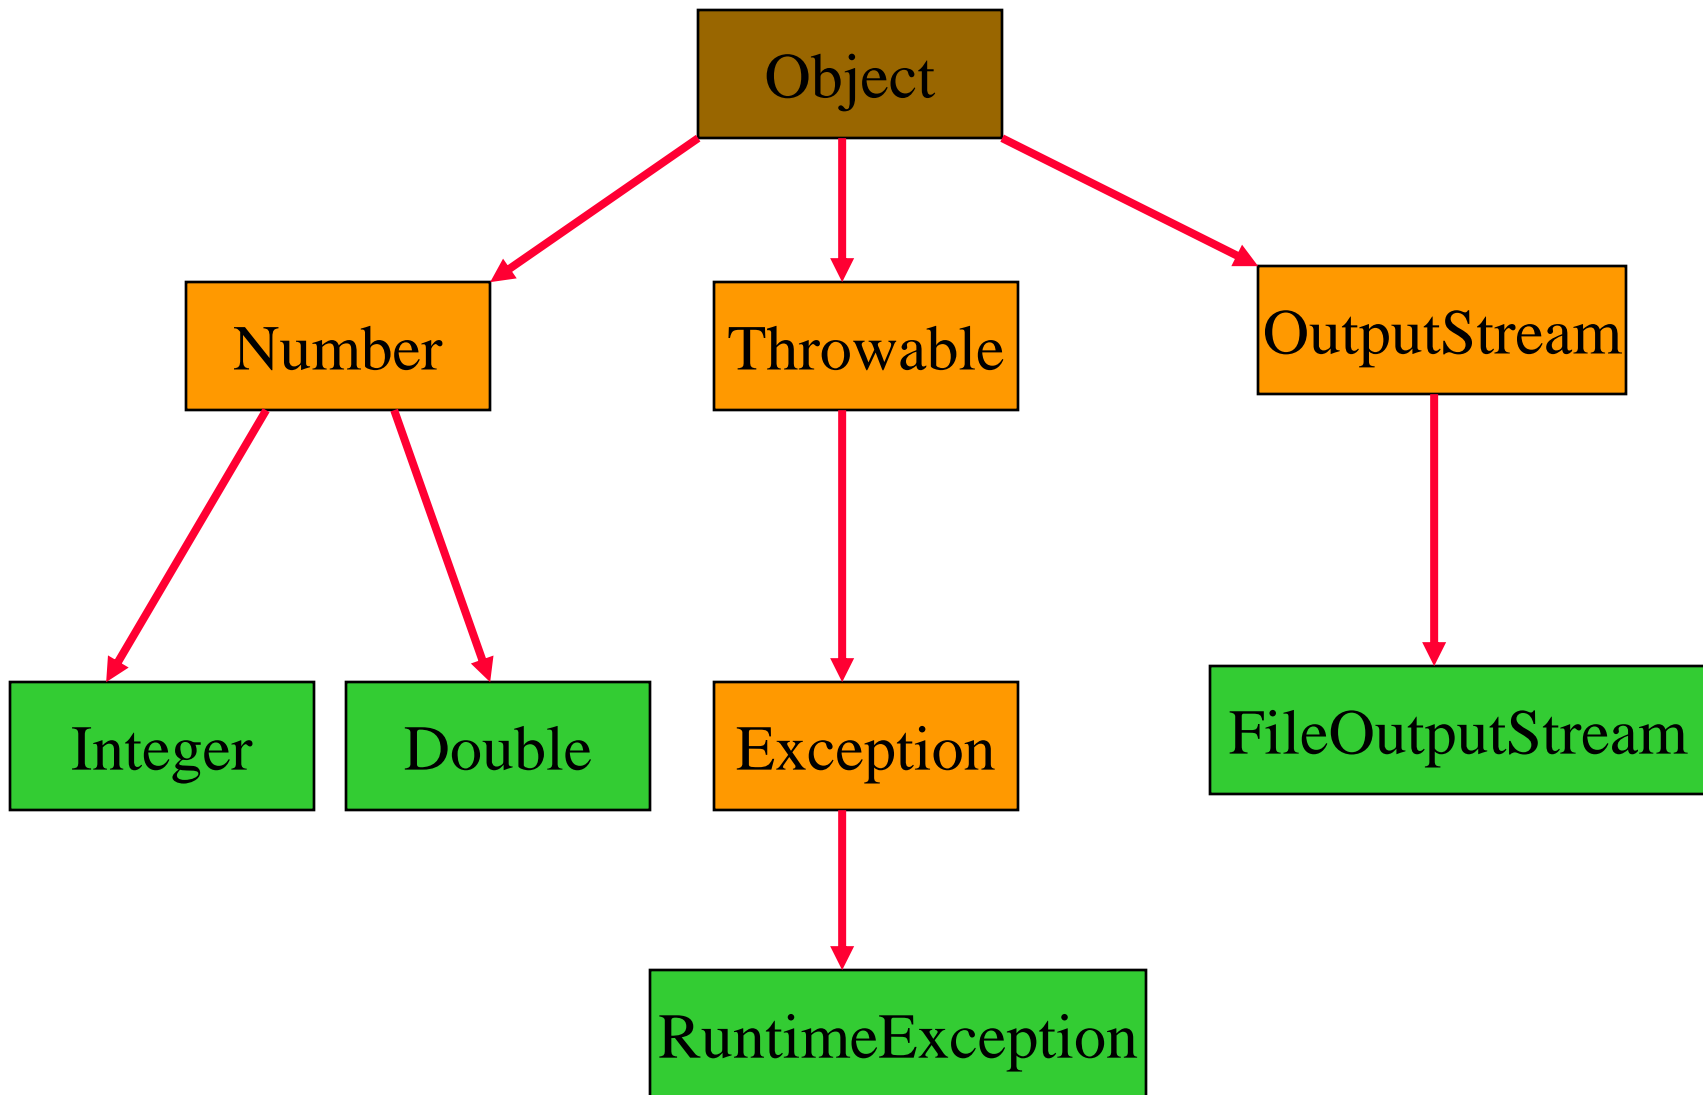 Object
Number
Throwable
OutputStream
Integer
Double
Exception
FileOutputStream
RuntimeException